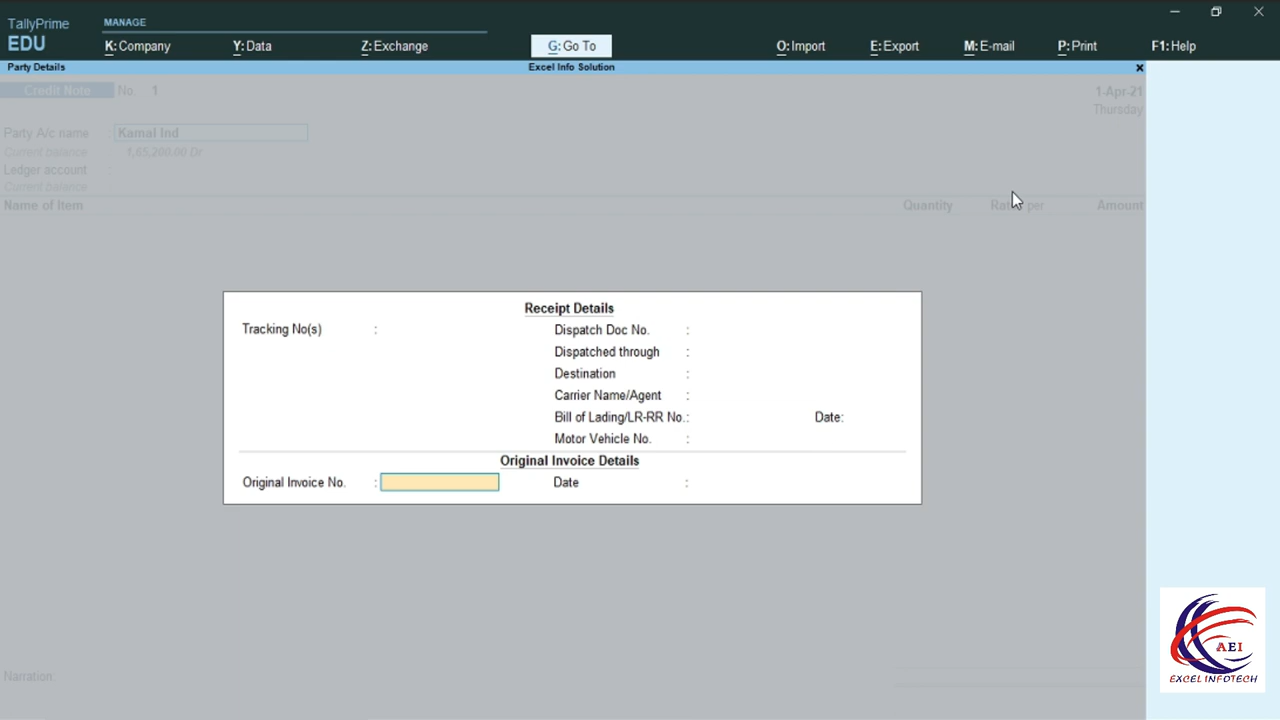 TallyPrime
EDU
MANAGE
K: Company
Y: Data
Z: Exchange
G: Go To
O: Import
E: Export
M: E-mail
P: Print
F1: Help
Party Details
Excel Info Solution
Credit Note No. 1
1-Apr-21
Thursday
Party A/c name Kamal Ind
Current balance 1,65,200.00 Dr
Ledger account :
Current balance :
Name of Item Quantity Rate per Amount
Receipt Details
Tracking No(s) :
Dispatch Doc No. :
Dispatched through :
Destination :
Carrier Name/Agent :
Bill of Lading/LR-RR No. : Date:
Motor Vehicle No. :
Original Invoice Details
Original Invoice No. : Date :
Narration:
AEI
EXCEL INFOTECH